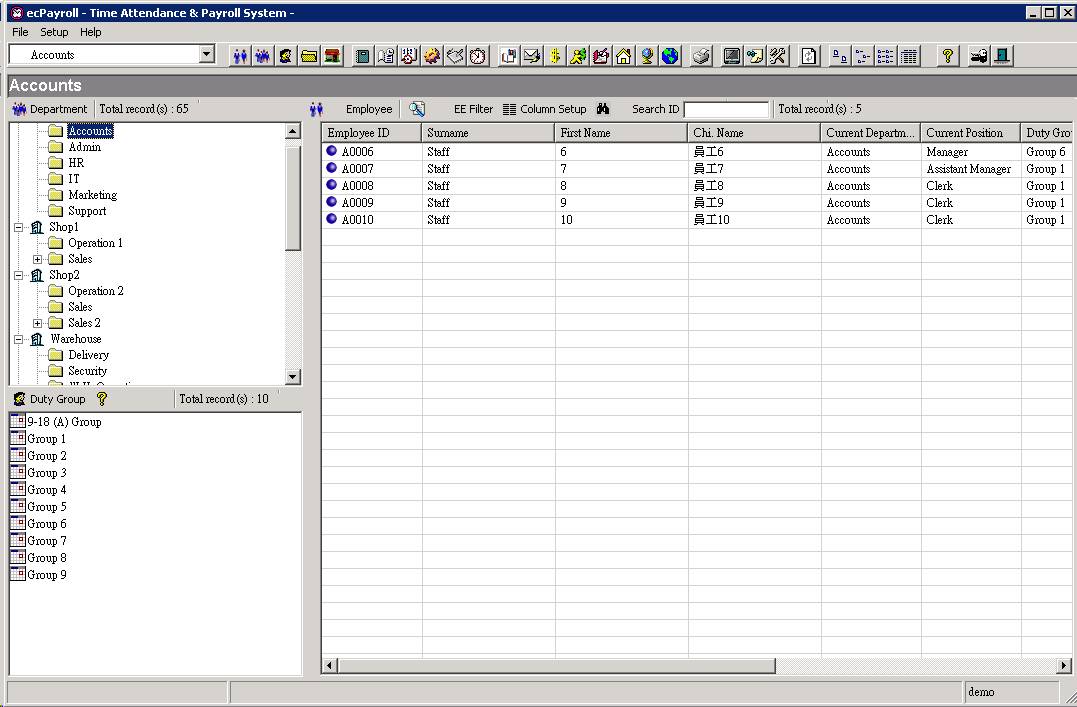 ecPayroll - Time Attendance & Payroll System -
File Setup Help
Accounts
Accounts
Department Total record(s) : 65
Accounts
Admin
HR
IT
Marketing
Support
Shop1
Operation 1
Sales
Shop2
Operation 2
Sales
Sales 2
Warehouse
Delivery
Security
Duty Group ? Total record(s) : 10
9-18 (A) Group
Group 1
Group 2
Group 3
Group 4
Group 5
Group 6
Group 7
Group 8
Group 9
Employee EE Filter Column Setup Search ID Total record(s) : 5
Employee ID Surname First Name Chi. Name Current Departm... Current Position Duty Gro
A0006 Staff 6 員工6 Accounts Manager Group 6
A0007 Staff 7 員工7 Accounts Assistant Manager Group 1
A0008 Staff 8 員工8 Accounts Clerk Group 1
A0009 Staff 9 員工9 Accounts Clerk Group 1
A0010 Staff 10 員工10 Accounts Clerk Group 1
demo